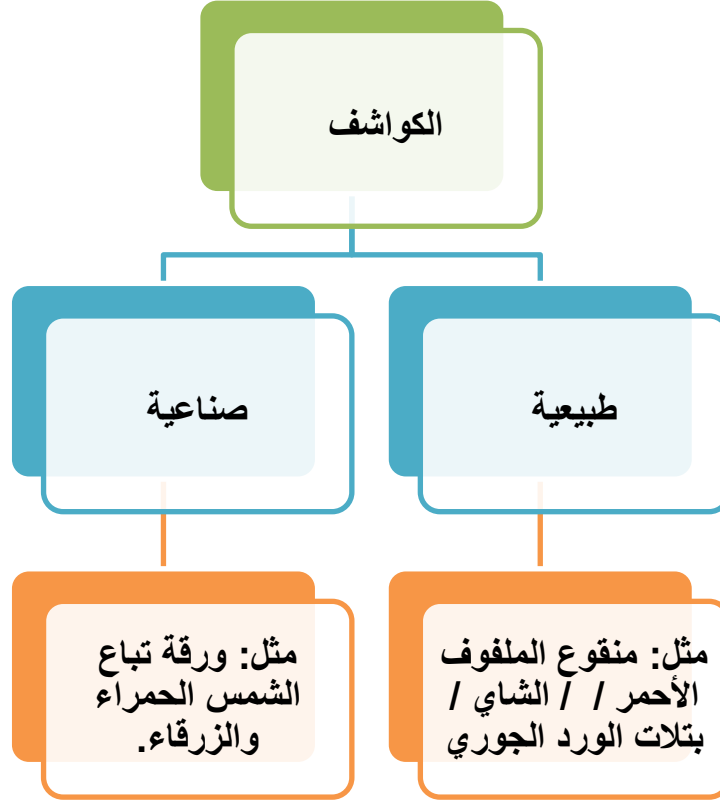 الكواشف
طبيعية
صناعية
مثل: منقوع الملفوف
الأحمر / / الشاي /
بتلات الورد الجوري
مثل: ورقة تباع
الشمس الحمراء
والزرقاء.